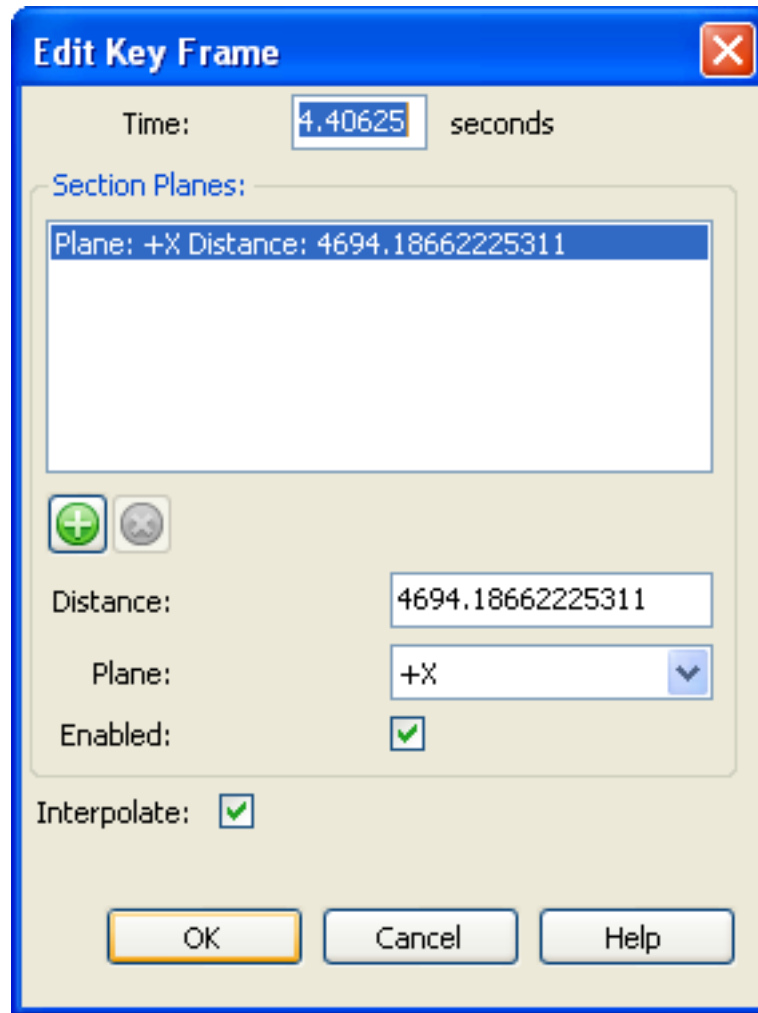 Edit Key Frame
Time: 4.40625 seconds
Section Planes:
Plane: +X Distance: 4694.18662225311
Distance: 4694.18662225311
Plane: +X
Enabled:
Interpolate:
OK Cancel Help